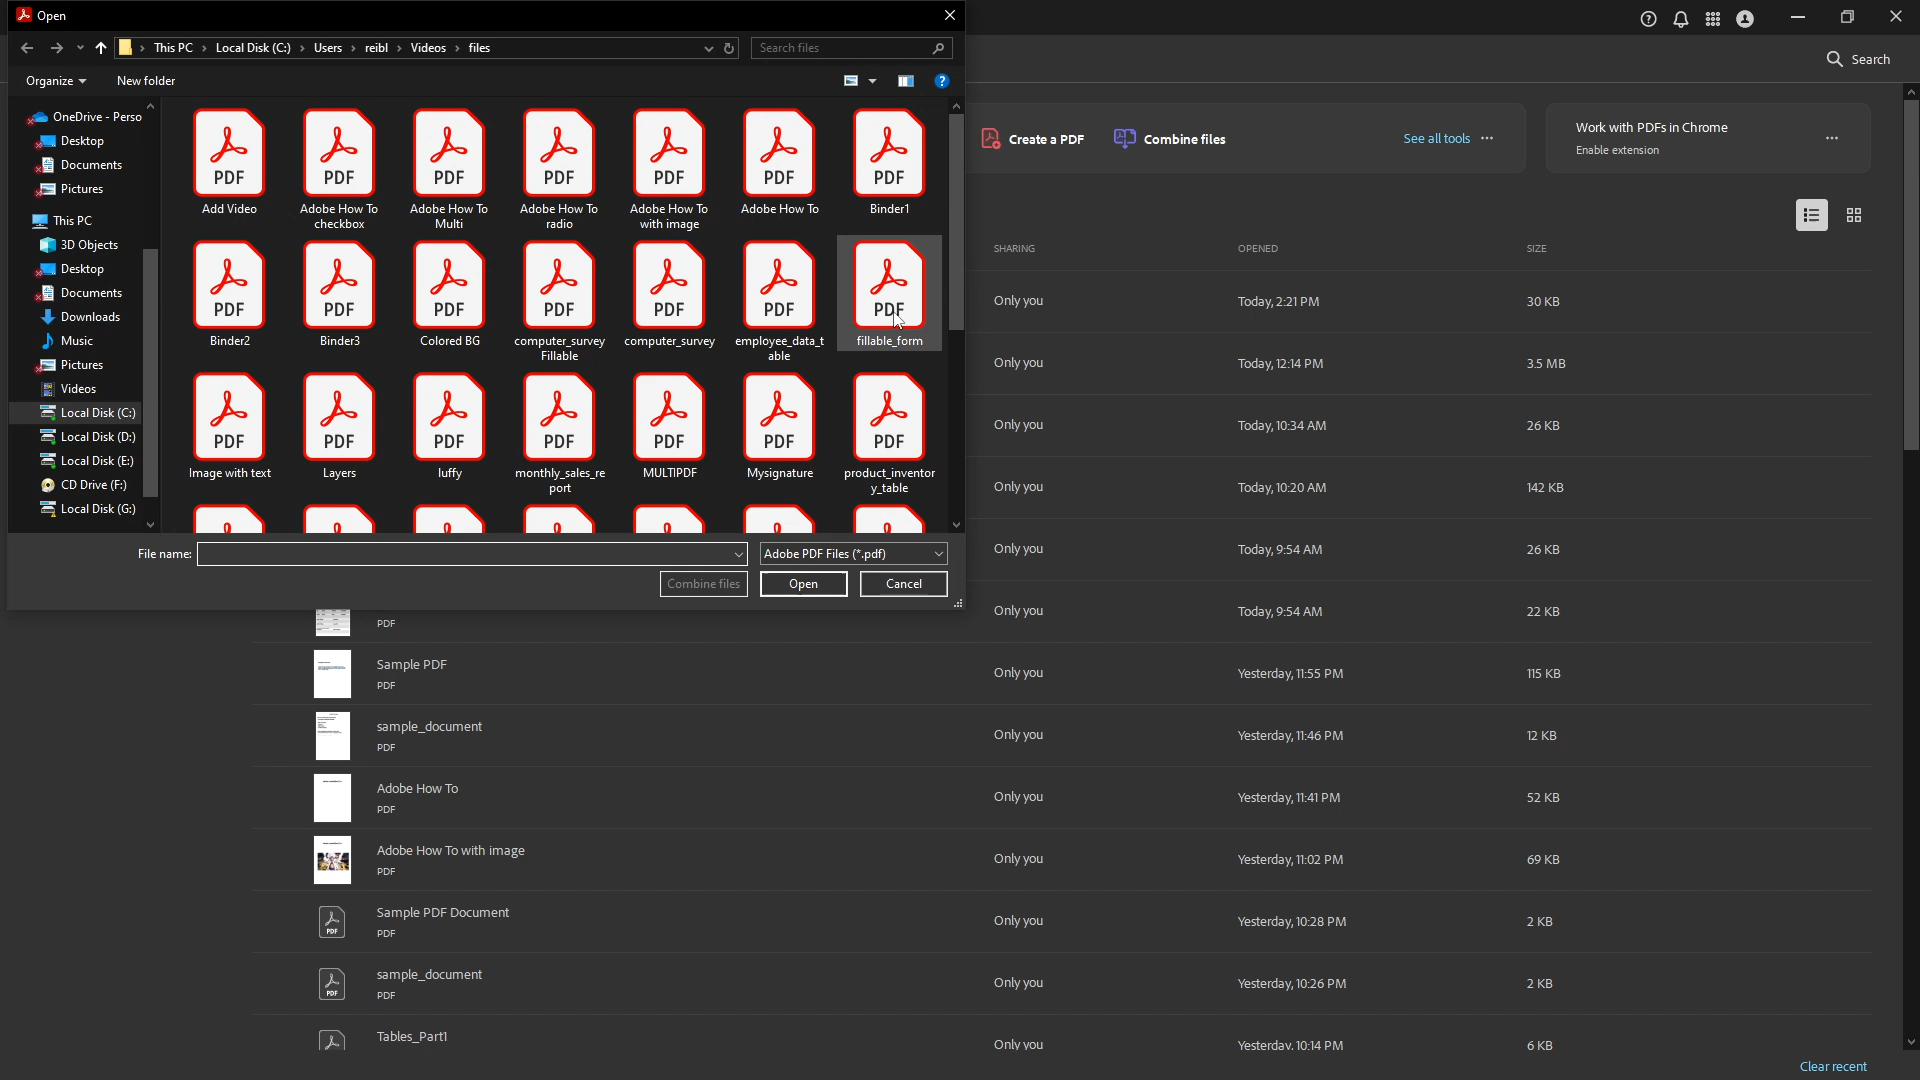 Open
This PC
Local Disk (C:)
Users
reibl
Videos
files
Search files
Organize
New folder
Search
OneDrive - Perso
Desktop
Documents
Pictures
This PC
3D Objects
Desktop
Documents
Downloads
Music
Pictures
Videos
Local Disk (C:)
Local Disk (D:)
Local Disk (E:)
CD Drive (F:)
Local Disk (G:)
PDF PDF PDF PDF PDF PDF PDF
Add Video
Adobe How To
checkbox
Adobe How To
Multi
Adobe How To
radio
Adobe How To
with image
Adobe How To
Binder1
PDF PDF PDF PDF PDF PDF PDF
Binder2
Binder3
Colored BG
computer_survey
Fillable
computer_survey
employee_data_t
able
fillable_form
PDF PDF PDF PDF PDF PDF PDF
Image with text
Layers
luffy
monthly_sales_re
port
MULTIPDF
Mysignature
product_inventor
y_table
File name:
Adobe PDF Files (*.pdf)
Combine files
Open
Cancel
Create a PDF
Combine files
See all tools
Work with PDFs in Chrome
Enable extension
SHARING OPENED SIZE
Only you Today, 2:21 PM 30 KB
Only you Today, 12:14 PM 3.5 MB
Only you Today, 10:34 AM 26 KB
Only you Today, 10:20 AM 142 KB
Only you Today, 9:54 AM 26 KB
Only you Today, 9:54 AM 22 KB
PDF
Sample PDF
PDF
Only you Yesterday, 11:55 PM 115 KB
sample_document
PDF
Only you Yesterday, 11:46 PM 12 KB
Adobe How To
PDF
Only you Yesterday, 11:41 PM 52 KB
Adobe How To with image
PDF
Only you Yesterday, 11:02 PM 69 KB
Sample PDF Document
PDF
PDF
Only you Yesterday, 10:28 PM 2 KB
sample_document
PDF
PDF
Only you Yesterday, 10:26 PM 2 KB
Tables_Part1
Only you Yesterday, 10:14 PM 6 KB
Clear recent